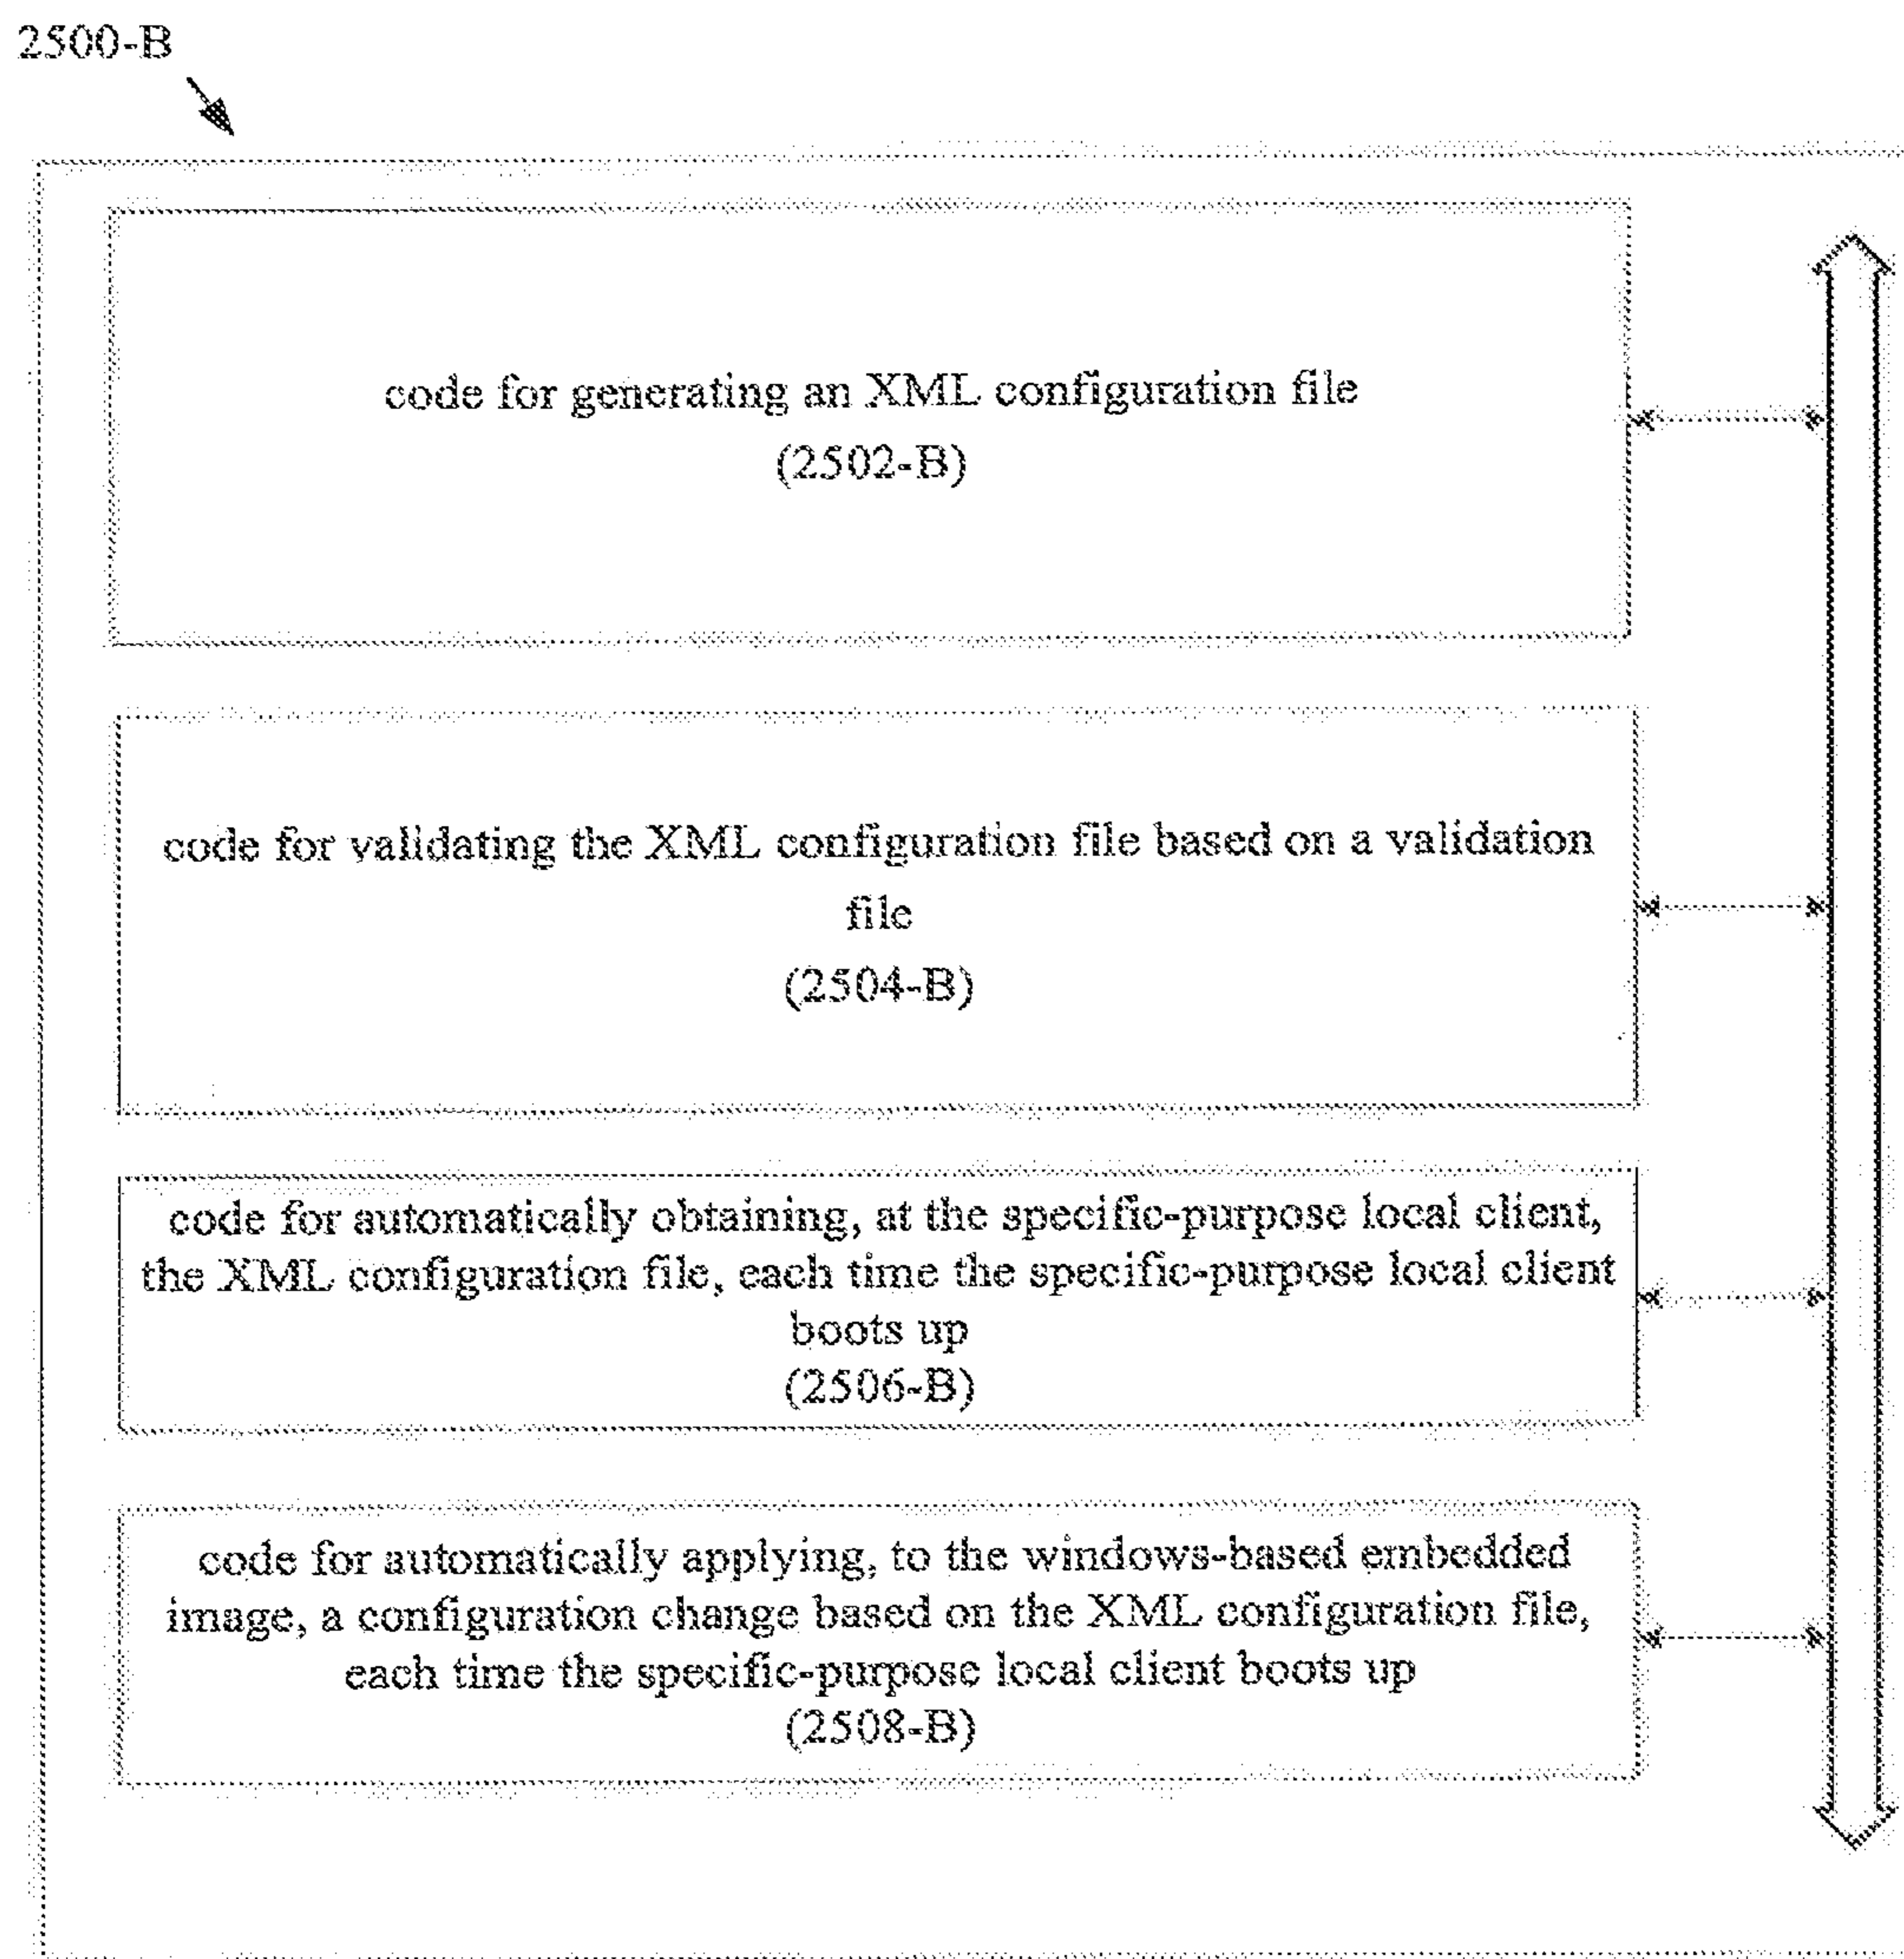 2500-B
code for generating an XML configuration file
(2502-B)
code for validating the XML configuration file based on a validation
file
(2504-B)
code for automatically obtaining, at the specific-purpose local client,
the XML configuration file, each time the specific-purpose local client
boots up
(2506-B)
code for automatically applying, to the windows-based embedded
image, a configuration change based on the XML configuration file,
each time the specific-purpose local client boots up
(2508-B)